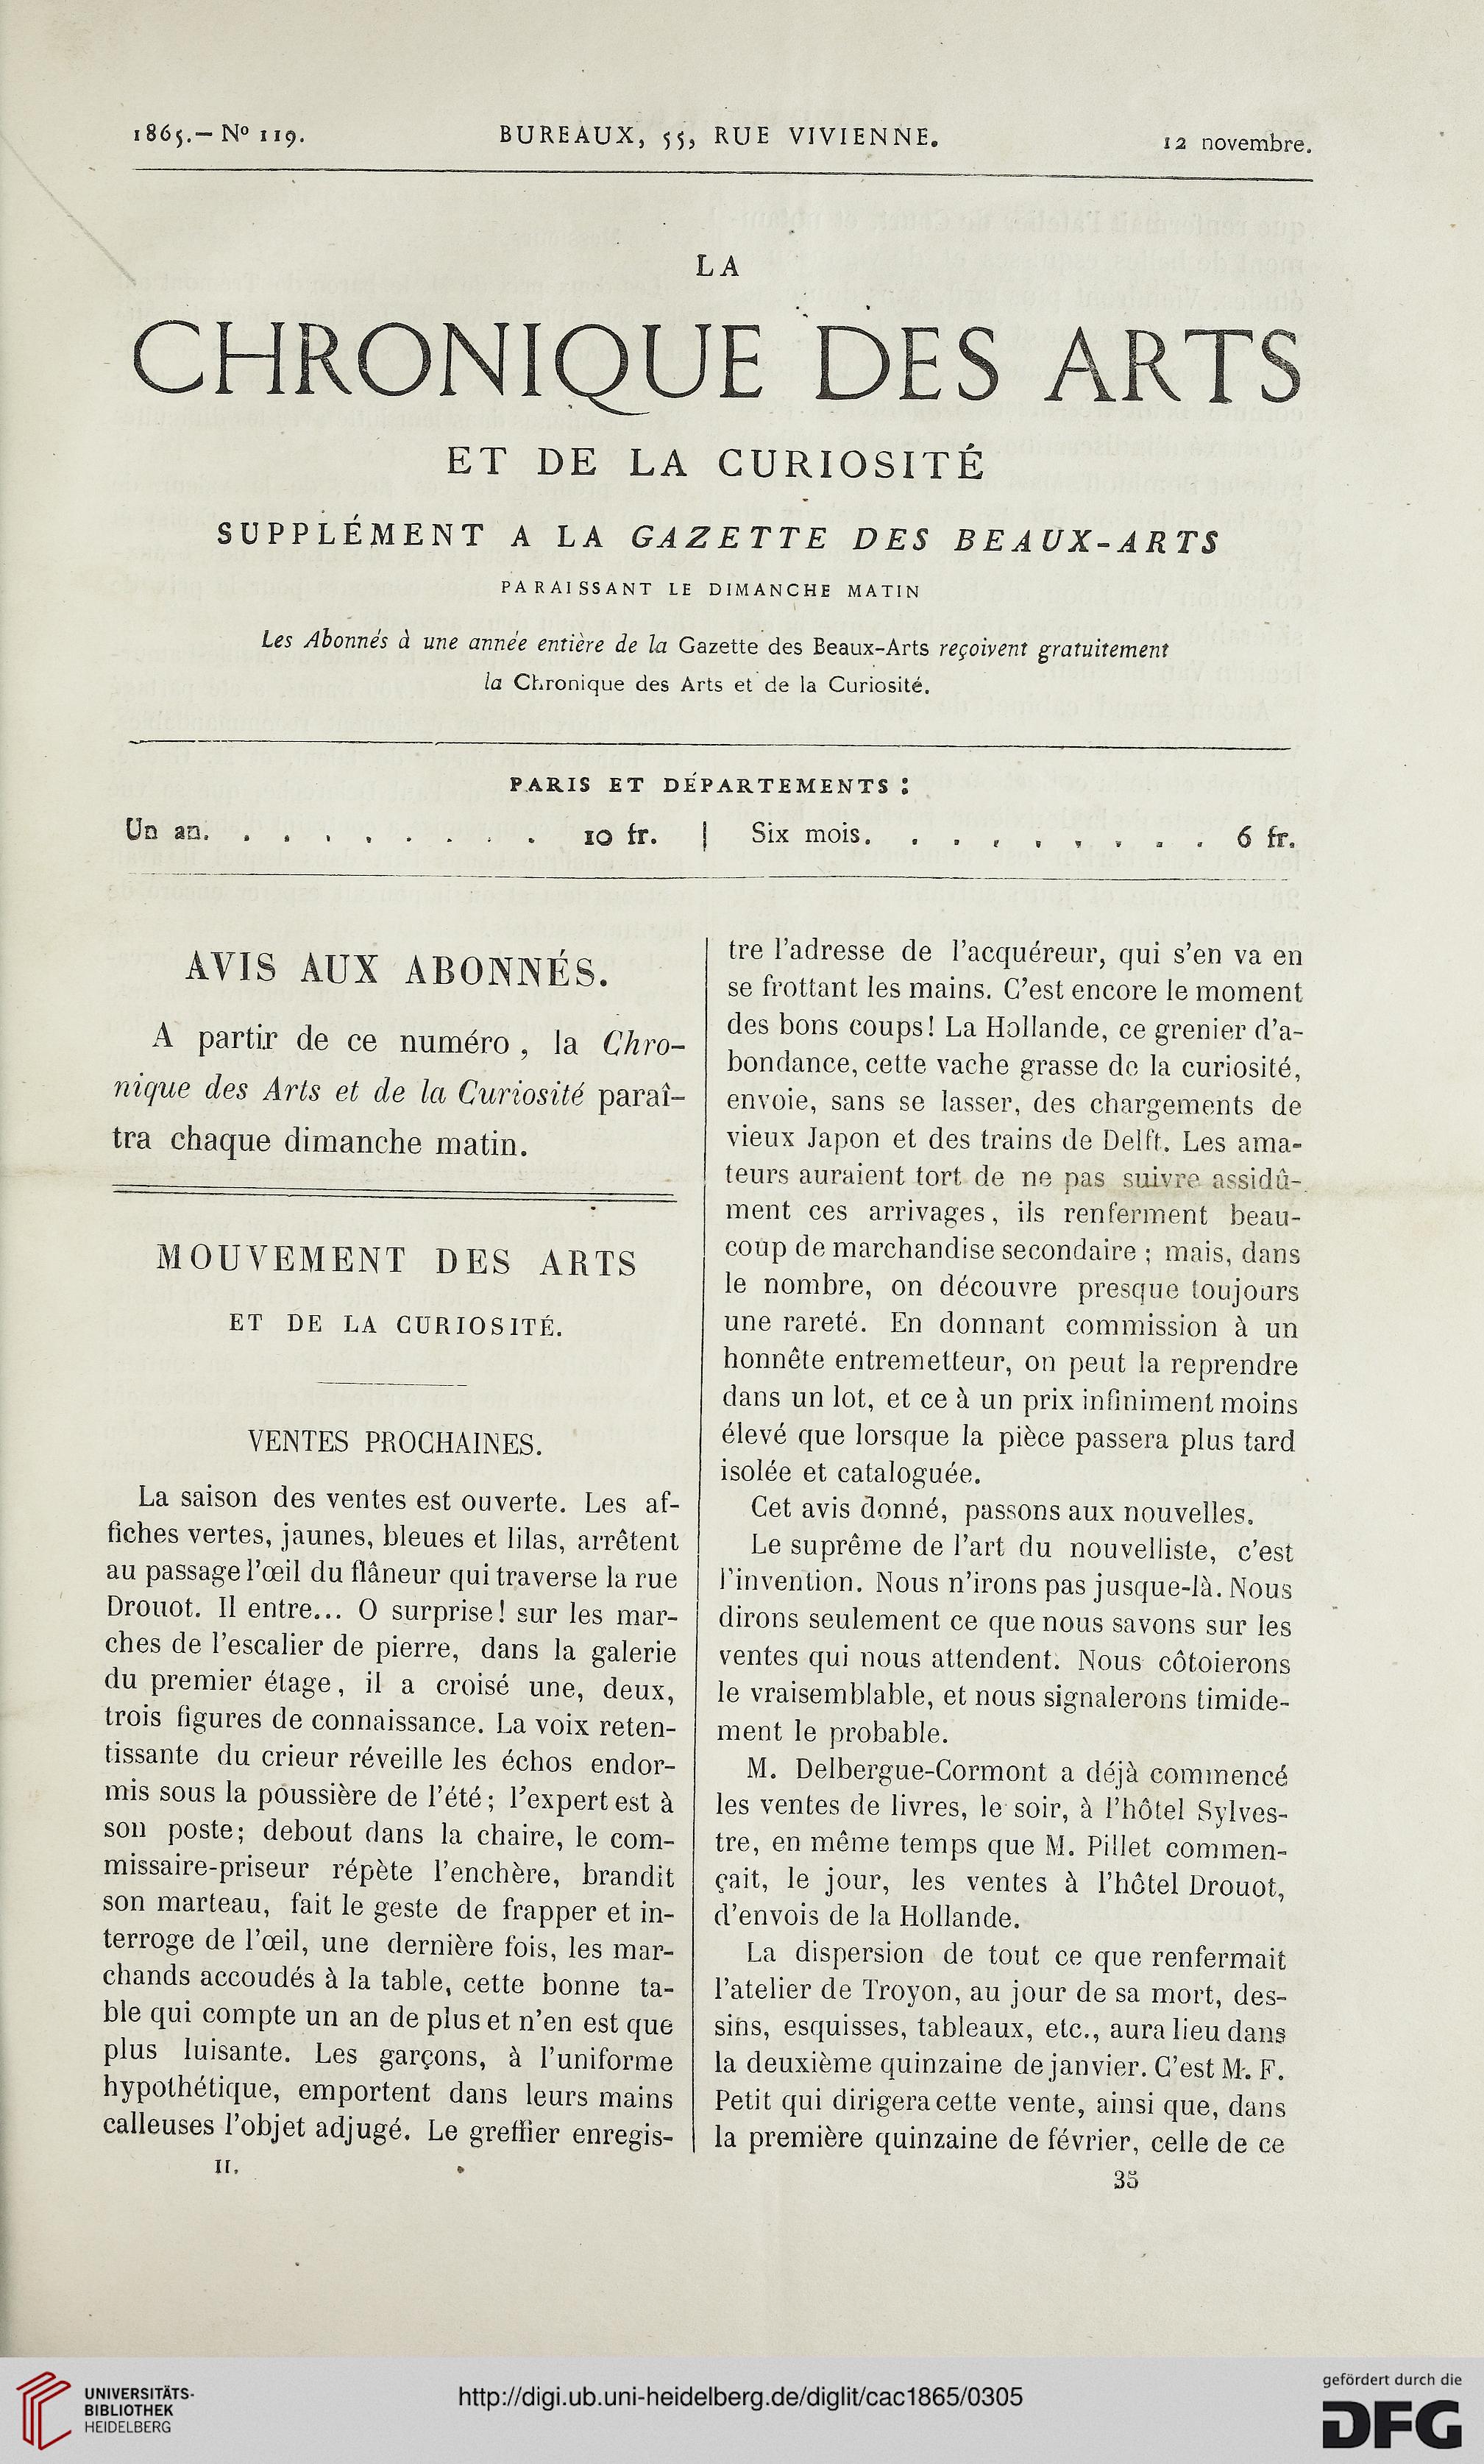 1865. — Nº 119.
BUREAUX, 55, RUE VIVIENNE.
12 novembre.
LA
CHRONIQUE DES ARTS
ET DE LA CURIOSITÉ
SUPPLÉMENT A LA GAZETTE DES BEAUX-ARTS
PARAISSANT LE DIMANCHE MATIN
Les Abonnés à une année entière de la Gazette des Beaux-Arts reçoivent gratuitement
la Chronique des Arts et de la Curiosité.
PARIS ET DÉPARTEMENTS :
Un an. . . . . . . . . 10 fr. | Six mois. . . . . . . . . 6 fr.
AVIS AUX ABONNÉS.
A partir de ce numéro, la Chro-
nique des Arts et de la Curiosité paraî-
tra chaque dimanche matin.
MOUVEMENT DES ARTS
ET DE LA CURIOSITÉ.
VENTES PROCHAINES.
La saison des ventes est ouverte. Les af-
fiches vertes, jaunes, bleues et lilas, arrêtent
au passage l'œil du flâneur qui traverse la rue
Drouot. Il entre... O surprise! sur les mar-
ches de l'escalier de pierre, dans la galerie
du premier étage, il a croisé une, deux,
trois figures de connaissance. La voix reten-
tissante du crieur réveille les échos endor-
mis sous la poussière de l'été; l'expert est à
son poste; debout dans la chaire, le com-
missaire-priseur répète l'enchère, brandit
son marteau, fait le geste de frapper et in-
terroge de l'œil, une dernière fois, les mar-
chands accoudés à la table, cette bonne ta-
ble qui compte un an de plus et n'en est que
plus luisante. Les garçons, à l'uniforme
hypothétique, emportent dans leurs mains
calleuses l'objet adjugé. Le greffier enregis-
II.
tre l'adresse de l'acquéreur, qui s'en va en
se frottant les mains. C'est encore le moment
des bons coups! La Hollande, ce grenier d'a-
bondance, cette vache grasse de la curiosité,
envoie, sans se lasser, des chargements de
vieux Japon et des trains de Delft. Les ama-
teurs auraient tort de ne pas suivre assidû-
ment ces arrivages, ils renferment beau-
coup de marchandise secondaire; mais, dans
le nombre, on découvre presque toujours
une rareté. En donnant commission à un
honnête entremetteur, on peut la reprendre
dans un lot, et ce à un prix infiniment moins
élevé que lorsque la pièce passera plus tard
isolée et cataloguée.
Cet avis donné, passons aux nouvelles.
Le suprême de l'art du nouvelliste, c'est
l'invention. Nous n'irons pas jusque-là. Nous
dirons seulement ce que nous savons sur les
ventes qui nous attendent. Nous côtoierons
le vraisemblable, et nous signalerons timide-
ment le probable.
M. Delbergue-Cormont a déjà commencé
les ventes de livres, le soir, à l'hôtel Sylves-
tre, en même temps que M. Pillet commen-
çait, le jour, les ventes à l'hôtel Drouot,
d'envois de la Hollande.
La dispersion de tout ce que renfermait
l'atelier de Troyon, au jour de sa mort, des-
sins, esquisses, tableaux, etc., aura lieu dans
la deuxième quinzaine de janvier. C'est M. F.
Petit qui dirigera cette vente, ainsi que, dans
la première quinzaine de février, celle de ce
35
UNIVERSITÄTS-
BIBLIOTHEK
HEIDELBERG
http://digi.ub.uni-heidelberg.de/diglit/cac1865/0305
gefördert durch die
DFG